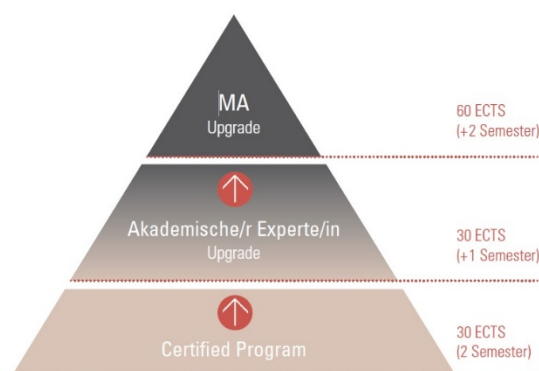 MA
Upgrade
60 ECTS
(+2 Semester)
Akademische/r Experte/in
Upgrade
30 ECTS
(+1 Semester)
Certified Program
30 ECTS
(2 Semester)